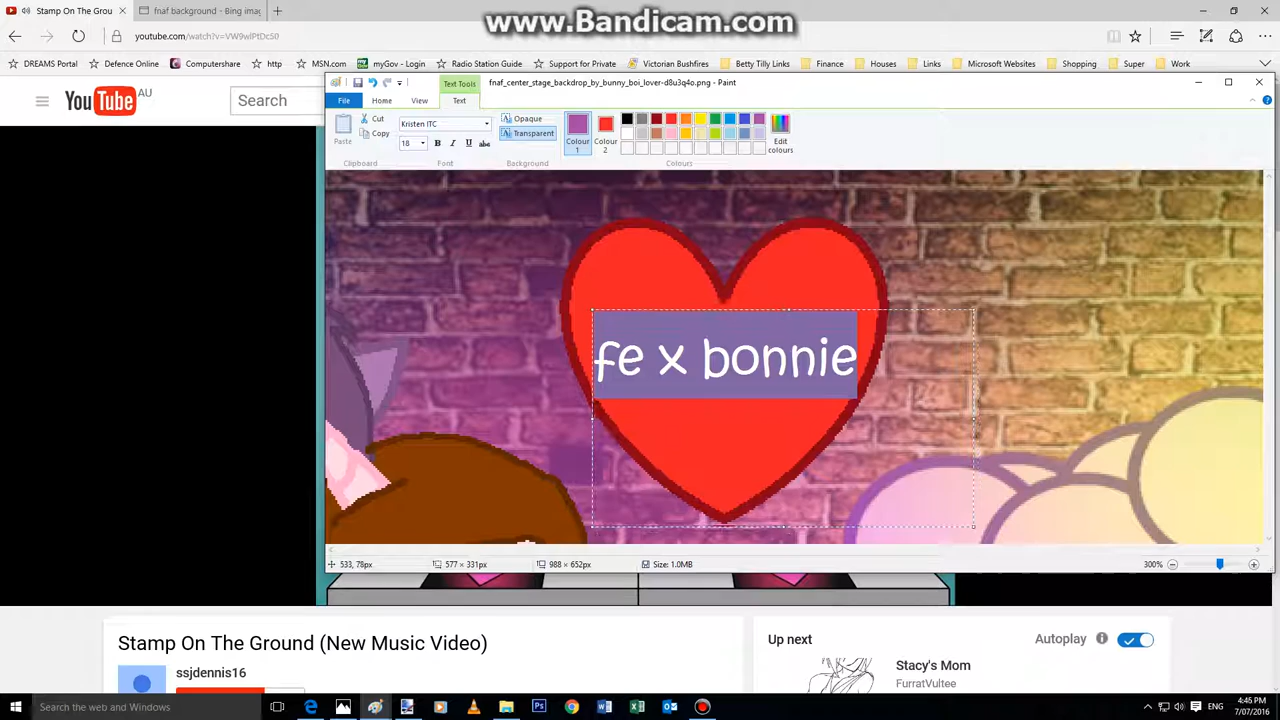 www.Bandicam.com
Stamp On The Grou
fnaf background - Bing imag
youtube.com/watch?v=VW9wlPtDcS0
DREAMS Portal
Defence Online
Computershare
http
MSN.com
myGov - Login
Radio Station Guide
Support for Private
Victorian Bushfires
Betty Tilly Links
Finance
Houses
Links
Microsoft Websites
Shopping
Super
Work
YouTube AU
Search
Text Tools
fnaf_center_stage_backdrop_by_bunny_boi_lover-d8u3q4o.png - Paint
File
Home
View
Text
Paste
Cut
Copy
Clipboard
Kristen ITC
18
B I U abc
Font
Opaque
Transparent
Background
Colour 1
Colour 2
Edit colours
Colours
fe x bonnie
533, 78px
577 × 331px
988 × 652px
Size: 1.0MB
300%
Stamp On The Ground (New Music Video)
ssjdennis16
Up next
Autoplay
Stacy's Mom
FurratVultee
Search the web and Windows
ENG
4:45 PM
7/07/2016